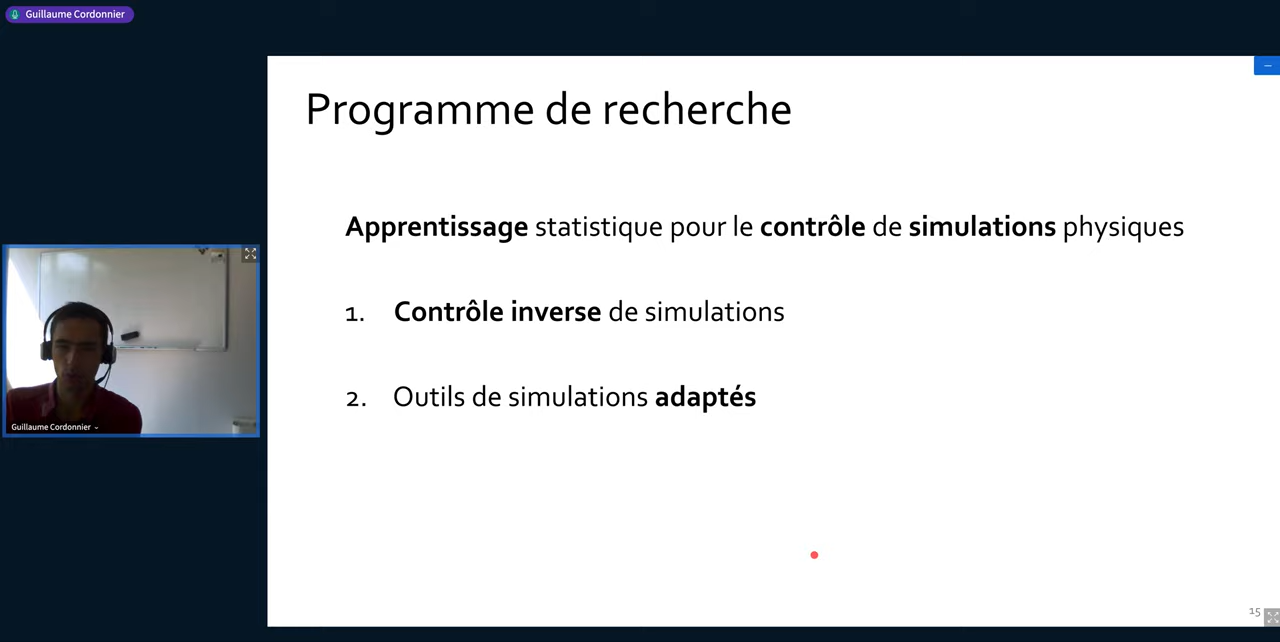 Guillaume Cordonnier
Programme de recherche
Apprentissage statistique pour le contrôle de simulations physiques
1. Contrôle inverse de simulations
2. Outils de simulations adaptés
Guillaume Cordonnier
15